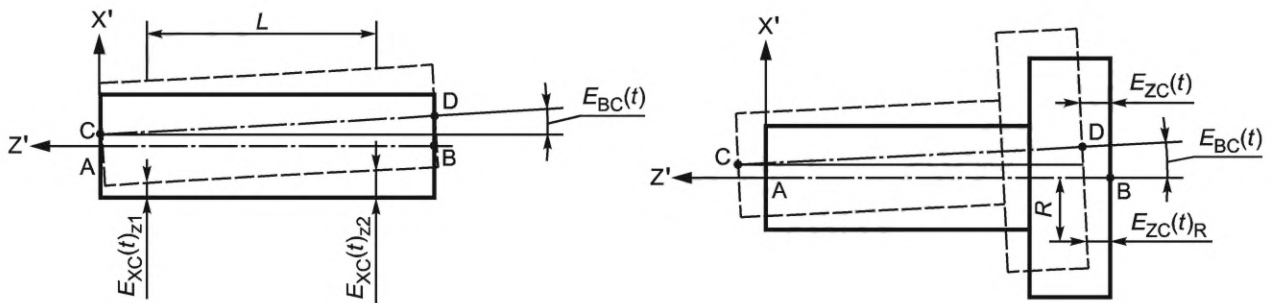 X'
L
D
E_BC(t)
C
Z'
A
B
E_XC(t)_z1
E_XC(t)_z2
X'
E_ZC(t)
D
C
E_BC(t)
Z'
A
B
R
E_ZC(t)_R